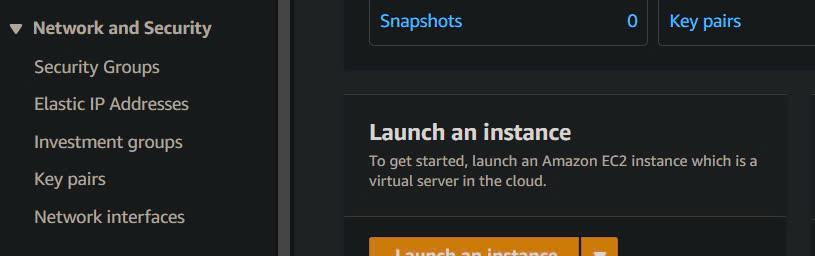 Network and Security
Security Groups
Elastic IP Addresses
Investment groups
Key pairs
Network interfaces
Snapshots 0
Key pairs
Launch an instance
To get started, launch an Amazon EC2 instance which is a
virtual server in the cloud.
Launch an instance